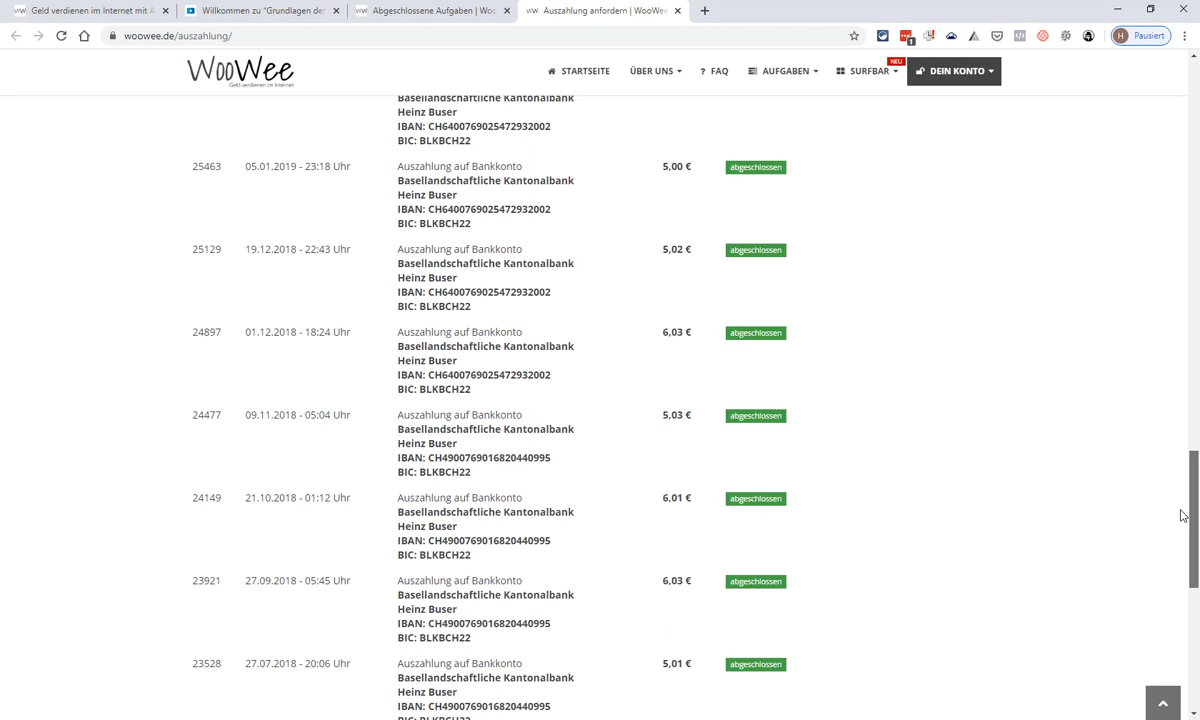 Geld verdienen im Internet mit A
Willkommen zu "Grundlagen der
Abgeschlossene Aufgaben | Woo
Auszahlung anfordern | WooWee
woowee.de/auszahlung/
1
H Pausiert
WooWee
Geld verdienen im Internet
STARTSEITE
ÜBER UNS
? FAQ
AUFGABEN
NEU
SURFBAR
DEIN KONTO
Basellandschaftliche Kantonalbank
Heinz Buser
IBAN: CH6400769025472932002
BIC: BLKBCH22
25463 05.01.2019 - 23:18 Uhr Auszahlung auf Bankkonto 5,00 € abgeschlossen
Basellandschaftliche Kantonalbank
Heinz Buser
IBAN: CH6400769025472932002
BIC: BLKBCH22
25129 19.12.2018 - 22:43 Uhr Auszahlung auf Bankkonto 5,02 € abgeschlossen
Basellandschaftliche Kantonalbank
Heinz Buser
IBAN: CH6400769025472932002
BIC: BLKBCH22
24897 01.12.2018 - 18:24 Uhr Auszahlung auf Bankkonto 6,03 € abgeschlossen
Basellandschaftliche Kantonalbank
Heinz Buser
IBAN: CH6400769025472932002
BIC: BLKBCH22
24477 09.11.2018 - 05:04 Uhr Auszahlung auf Bankkonto 5,03 € abgeschlossen
Basellandschaftliche Kantonalbank
Heinz Buser
IBAN: CH4900769016820440995
BIC: BLKBCH22
24149 21.10.2018 - 01:12 Uhr Auszahlung auf Bankkonto 6,01 € abgeschlossen
Basellandschaftliche Kantonalbank
Heinz Buser
IBAN: CH4900769016820440995
BIC: BLKBCH22
23921 27.09.2018 - 05:45 Uhr Auszahlung auf Bankkonto 6,03 € abgeschlossen
Basellandschaftliche Kantonalbank
Heinz Buser
IBAN: CH4900769016820440995
BIC: BLKBCH22
23528 27.07.2018 - 20:06 Uhr Auszahlung auf Bankkonto 5,01 € abgeschlossen
Basellandschaftliche Kantonalbank
Heinz Buser
IBAN: CH4900769016820440995
BIC: BLKBCH22